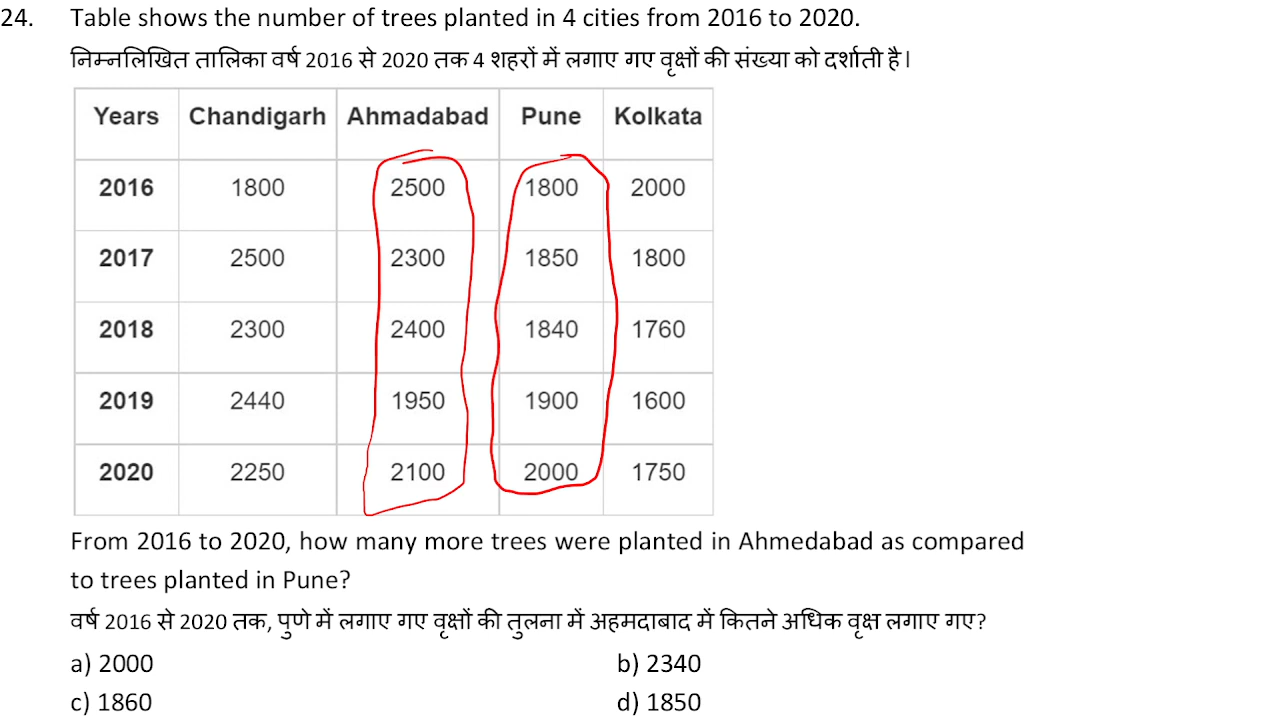 24. Table shows the number of trees planted in 4 cities from 2016 to 2020.
निम्नलिखित तालिका वर्ष 2016 से 2020 तक 4 शहरों में लगाए गए वृक्षों की संख्या को दर्शाती है।
Years Chandigarh Ahmadabad Pune Kolkata
2016 1800 2500 1800 2000
2017 2500 2300 1850 1800
2018 2300 2400 1840 1760
2019 2440 1950 1900 1600
2020 2250 2100 2000 1750
From 2016 to 2020, how many more trees were planted in Ahmedabad as compared
to trees planted in Pune?
वर्ष 2016 से 2020 तक, पुणे में लगाए गए वृक्षों की तुलना में अहमदाबाद में कितने अधिक वृक्ष लगाए गए?
a) 2000 b) 2340
c) 1860 d) 1850